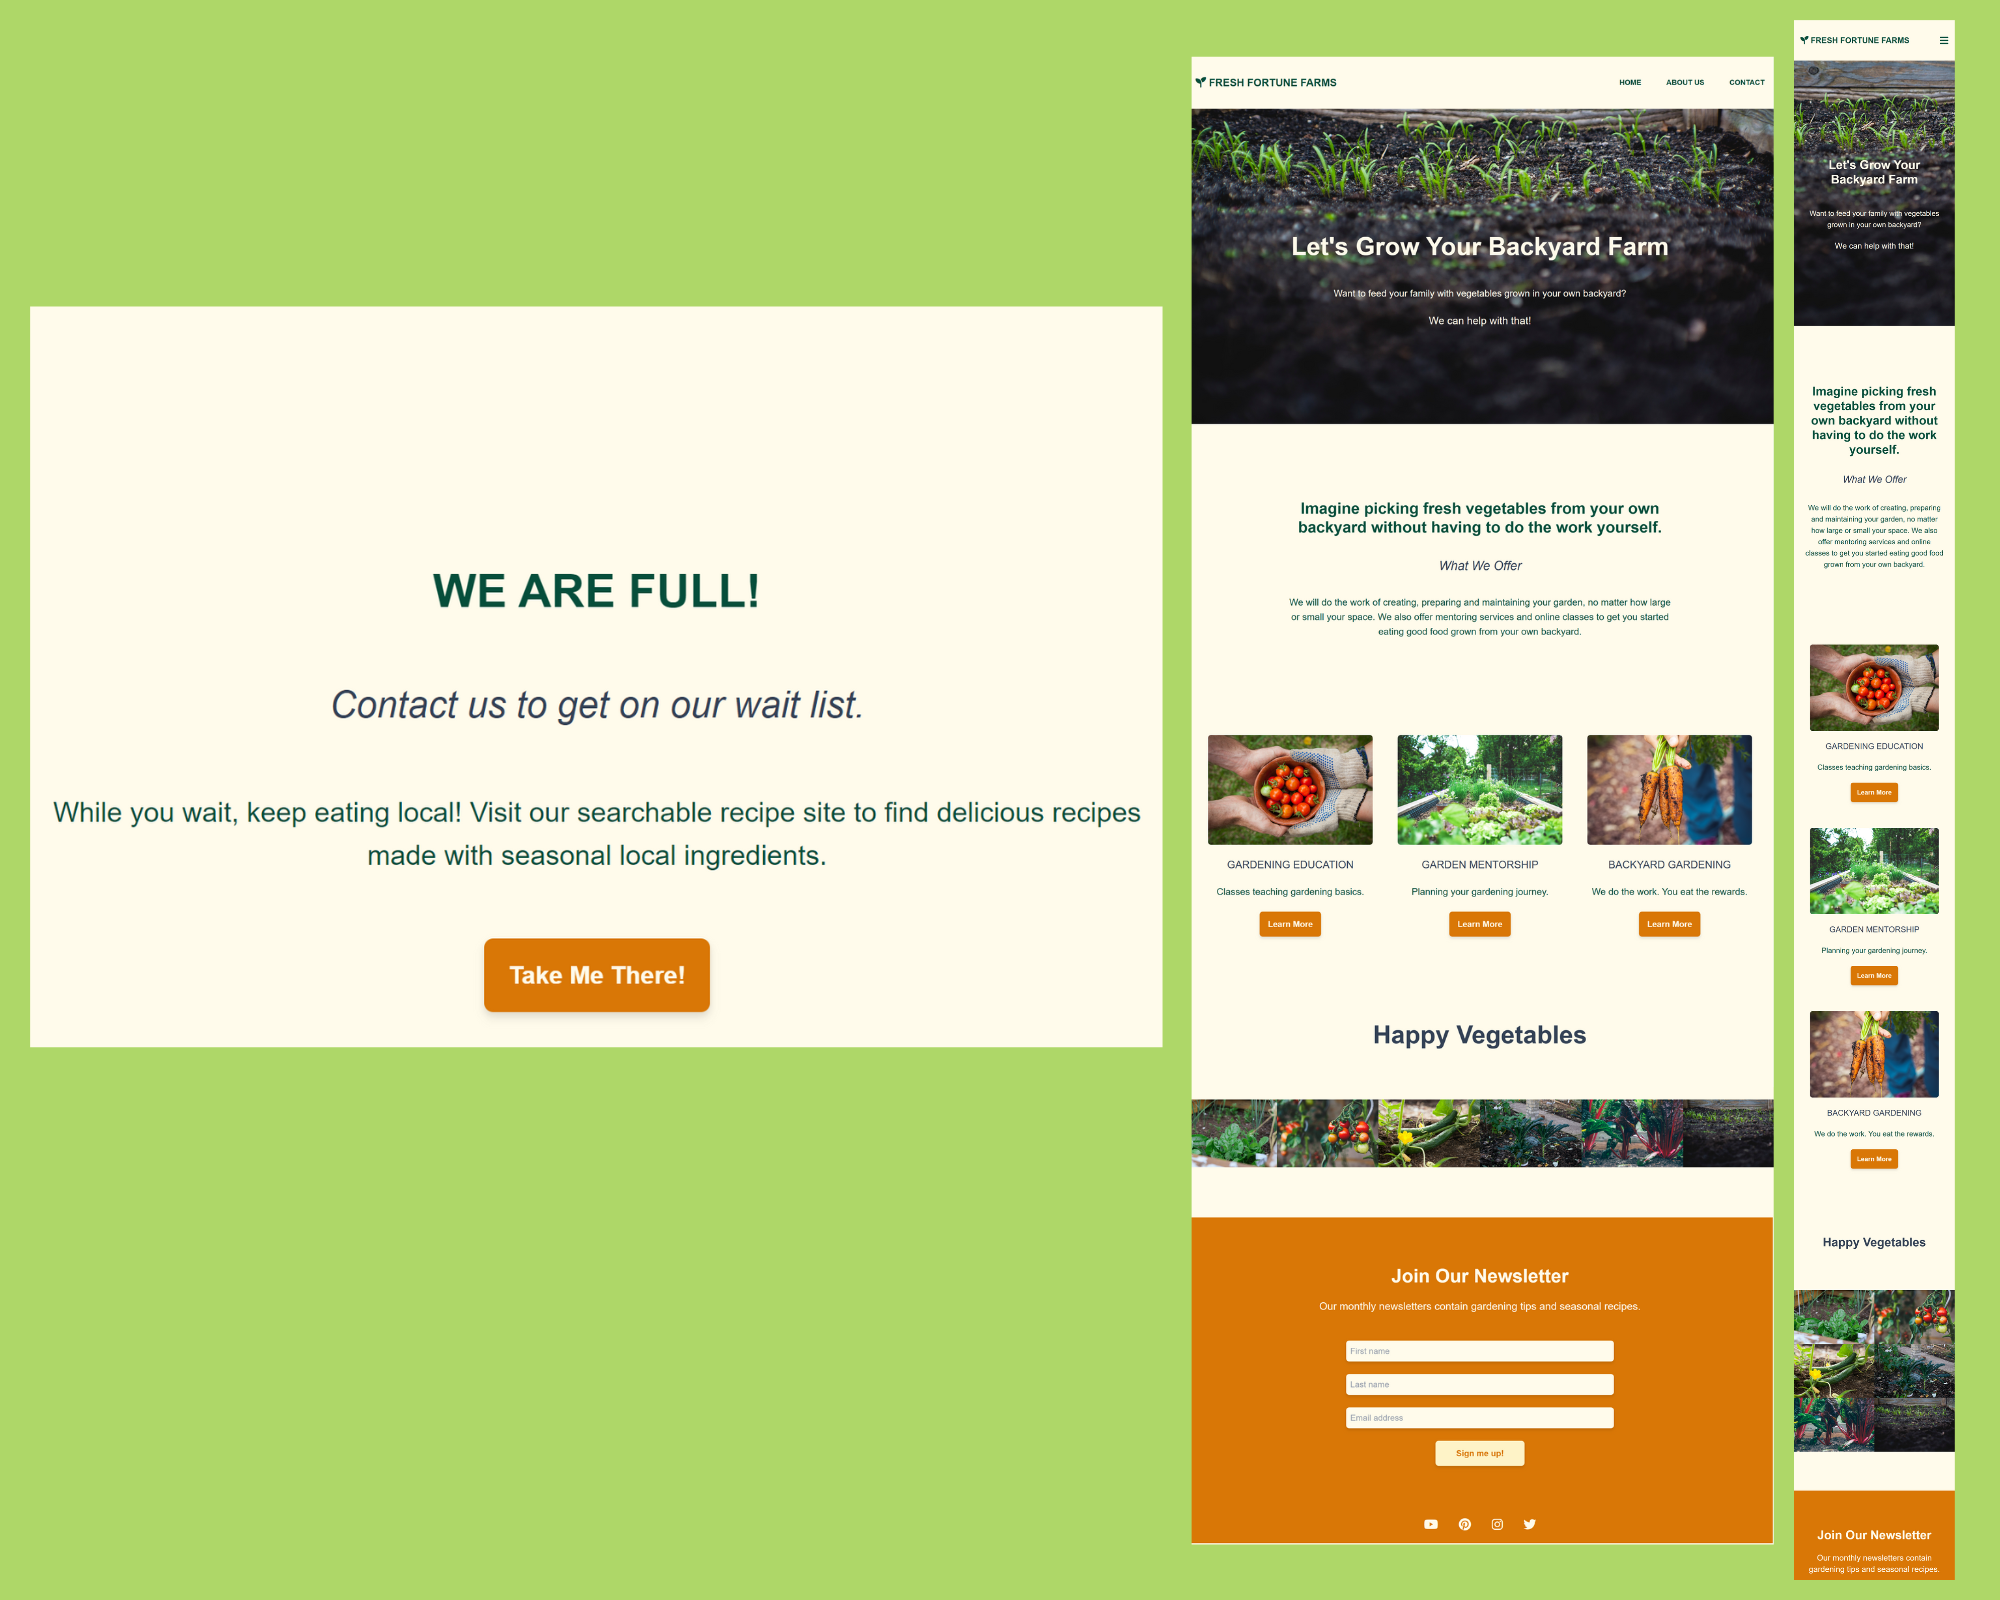 WE ARE FULL!
Contact us to get on our wait list.
While you wait, keep eating local! Visit our searchable recipe site to find delicious recipes
made with seasonal local ingredients.
Take Me There!
FRESH FORTUNE FARMS
HOME ABOUT US CONTACT
Let's Grow Your Backyard Farm
Want to feed your family with vegetables grown in your own backyard?
We can help with that!
Imagine picking fresh vegetables from your own
backyard without having to do the work yourself.
What We Offer
We will do the work of creating, preparing and maintaining your garden, no matter how large
or small your space. We also offer mentoring services and online classes to get you started
eating good food grown from your own backyard.
GARDENING EDUCATION
Classes teaching gardening basics.
Learn More
GARDEN MENTORSHIP
Planning your gardening journey.
Learn More
BACKYARD GARDENING
We do the work. You eat the rewards.
Learn More
Happy Vegetables
Join Our Newsletter
Our monthly newsletters contain gardening tips and seasonal recipes.
First name
Last name
Email address
Sign me up!
FRESH FORTUNE FARMS
Let's Grow Your
Backyard Farm
Want to feed your family with vegetables
grown in your own backyard?
We can help with that!
Imagine picking fresh
vegetables from your
own backyard without
having to do the work
yourself.
What We Offer
We will do the work of creating, preparing
and maintaining your garden, no matter
how large or small your space. We also
offer mentoring services and online
classes to get you started eating good food
grown from your own backyard.
GARDENING EDUCATION
Classes teaching gardening basics.
Learn More
GARDEN MENTORSHIP
Planning your gardening journey.
Learn More
BACKYARD GARDENING
We do the work. You eat the rewards.
Learn More
Happy Vegetables
Join Our Newsletter
Our monthly newsletters contain
gardening tips and seasonal recipes.